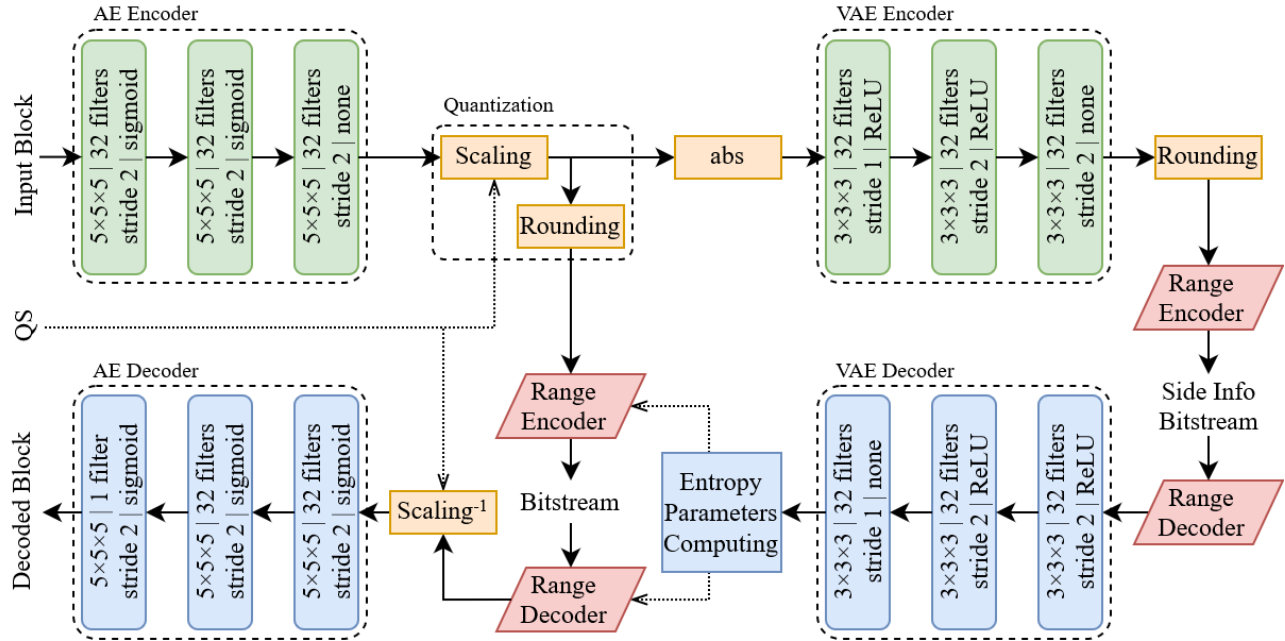 AE Encoder
VAE Encoder
Input Block
5×5×5 | 32 filters
stride 2 | sigmoid
5×5×5 | 32 filters
stride 2 | sigmoid
5×5×5 | 32 filters
stride 2 | none
Quantization
Scaling
Rounding
abs
3×3×3 | 32 filters
stride 1 | ReLU
3×3×3 | 32 filters
stride 2 | ReLU
3×3×3 | 32 filters
stride 2 | none
Rounding
Range
Encoder
QS
Side Info
Bitstream
AE Decoder
VAE Decoder
Decoded Block
5×5×5 | 1 filter
stride 2 | sigmoid
5×5×5 | 32 filters
stride 2 | sigmoid
5×5×5 | 32 filters
stride 2 | sigmoid
Scaling⁻¹
Range
Encoder
Bitstream
Range
Decoder
Entropy
Parameters
Computing
3×3×3 | 32 filters
stride 1 | none
3×3×3 | 32 filters
stride 2 | ReLU
3×3×3 | 32 filters
stride 2 | ReLU
Range
Decoder